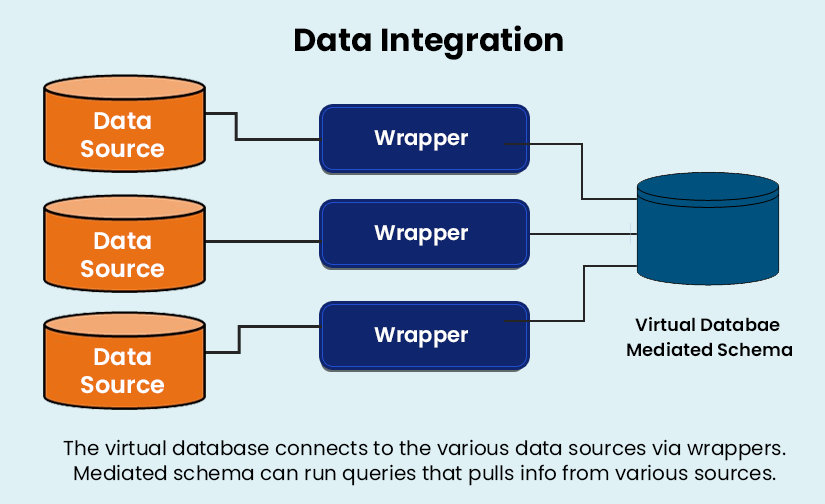 Data Integration
Data
Source
Wrapper
Data
Source
Wrapper
Data
Source
Wrapper
Virtual Databae
Mediated Schema
The virtual database connects to the various data sources via wrappers.
Mediated schema can run queries that pulls info from various sources.